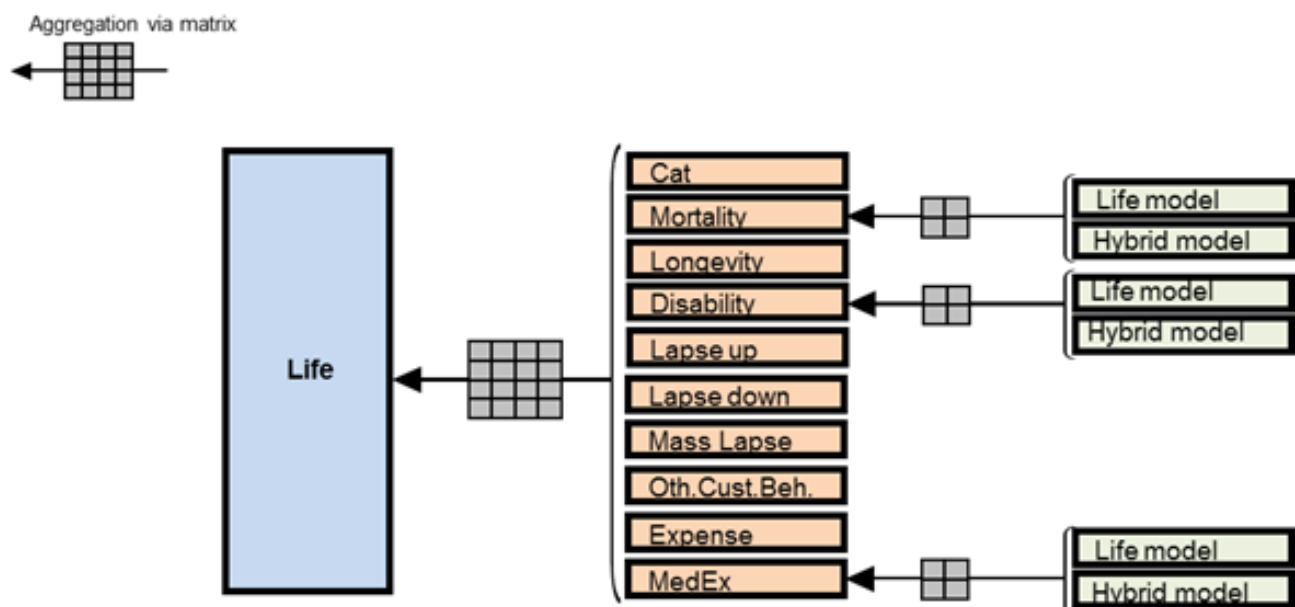 Aggregation via matrix
Life
Cat
Mortality
Longevity
Disability
Lapse up
Lapse down
Mass Lapse
Oth.Cust.Beh.
Expense
MedEx
Life model
Hybrid model
Life model
Hybrid model
Life model
Hybrid model